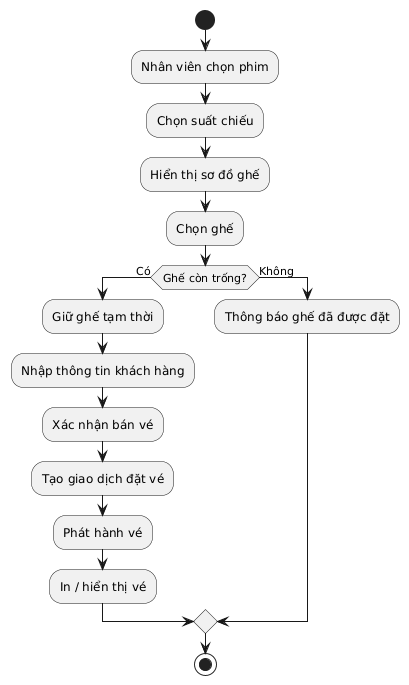 Nhân viên chọn phim
Chọn suất chiếu
Hiển thị sơ đồ ghế
Chọn ghế
Ghế còn trống?
Có
Không
Giữ ghế tạm thời
Thông báo ghế đã được đặt
Nhập thông tin khách hàng
Xác nhận bán vé
Tạo giao dịch đặt vé
Phát hành vé
In / hiển thị vé